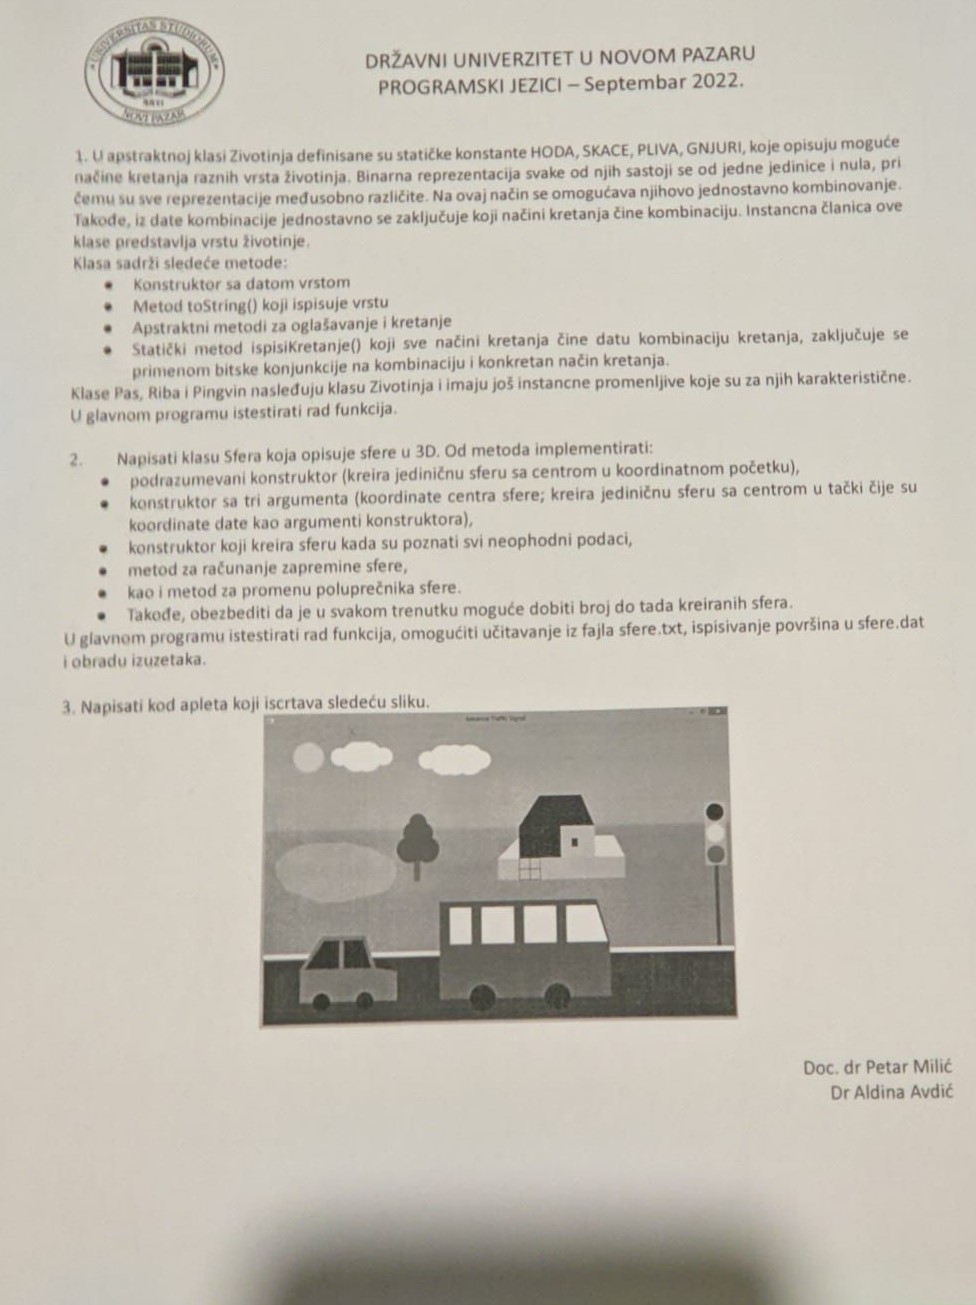 UNIVERSITAS STUDIORUM
NOVI PAZAR
DRŽAVNI UNIVERZITET U NOVOM PAZARU
PROGRAMSKI JEZICI – Septembar 2022.
1. U apstraktnoj klasi Zivotinja definisane su statičke konstante HODA, SKACE, PLIVA, GNJURI, koje opisuju moguće
načine kretanja raznih vrsta životinja. Binarna reprezentacija svake od njih sastoji se od jedne jedinice i nula, pri
čemu su sve reprezentacije međusobno različite. Na ovaj način se omogućava njihovo jednostavno kombinovanje.
Takođe, iz date kombinacije jednostavno se zaključuje koji načini kretanja čine kombinaciju. Instancna članica ove
klase predstavlja vrstu životinje.
Klasa sadrži sledeće metode:
• Konstruktor sa datom vrstom
• Metod toString() koji ispisuje vrstu
• Apstraktni metodi za oglašavanje i kretanje
• Statički metod ispisiKretanje() koji sve načini kretanja čine datu kombinaciju kretanja, zaključuje se
primenom bitske konjunkcije na kombinaciju i konkretan način kretanja.
Klase Pas, Riba i Pingvin nasleđuju klasu Zivotinja i imaju još instancne promenljive koje su za njih karakteristične.
U glavnom programu istestirati rad funkcija.
2. Napisati klasu Sfera koja opisuje sfere u 3D. Od metoda implementirati:
• podrazumevani konstruktor (kreira jediničnu sferu sa centrom u koordinatnom početku),
• konstruktor sa tri argumenta (koordinate centra sfere; kreira jediničnu sferu sa centrom u tački čije su
koordinate date kao argumenti konstruktora),
• konstruktor koji kreira sferu kada su poznati svi neophodni podaci,
• metod za računanje zapremine sfere,
• kao i metod za promenu poluprečnika sfere.
• Takođe, obezbediti da je u svakom trenutku moguće dobiti broj do tada kreiranih sfera.
U glavnom programu istestirati rad funkcija, omogućiti učitavanje iz fajla sfere.txt, ispisivanje površina u sfere.dat
i obradu izuzetaka.
3. Napisati kod apleta koji iscrtava sledeću sliku.
Doc. dr Petar Milić
Dr Aldina Avdić